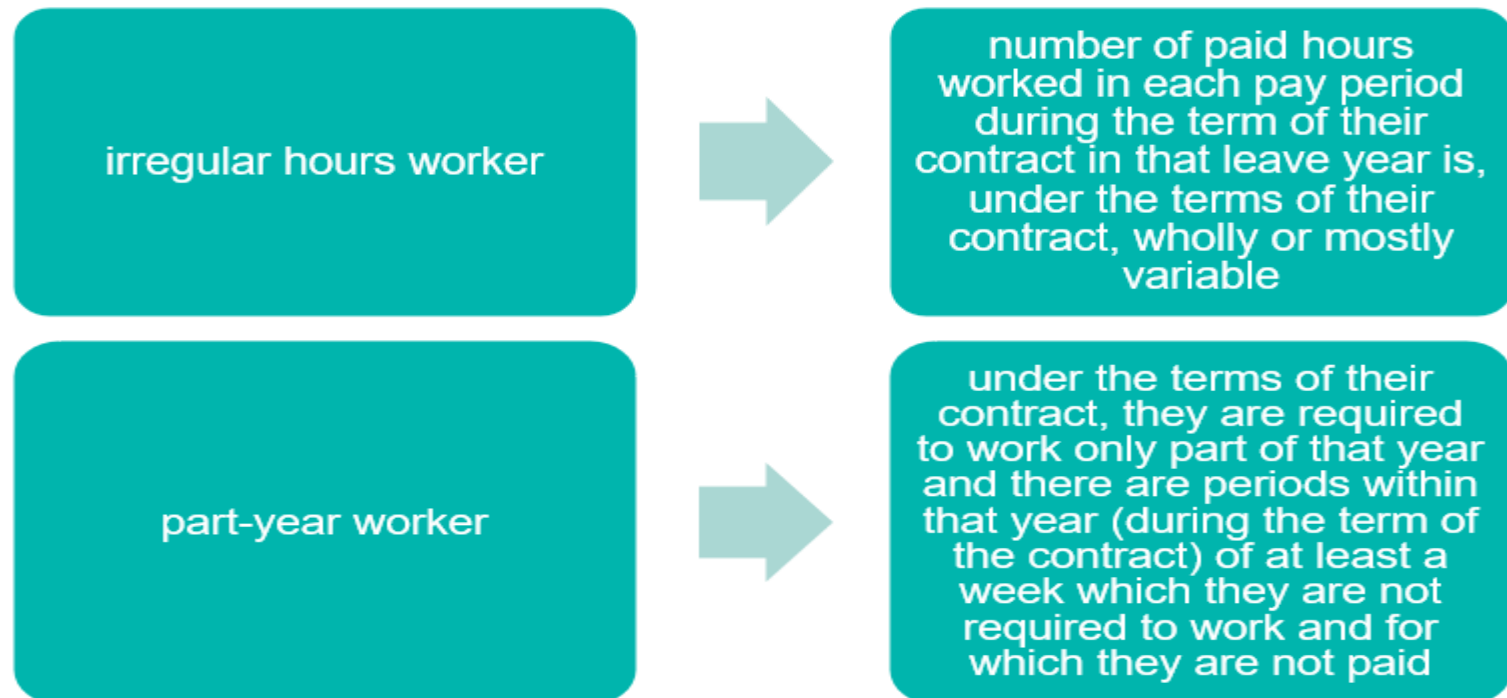 irregular hours worker
number of paid hours
worked in each pay period
during the term of their
contract in that leave year is,
under the terms of their
contract, wholly or mostly
variable
part-year worker
under the terms of their
contract, they are required
to work only part of that year
and there are periods within
that year (during the term of
the contract) of at least a
week which they are not
required to work and for
which they are not paid